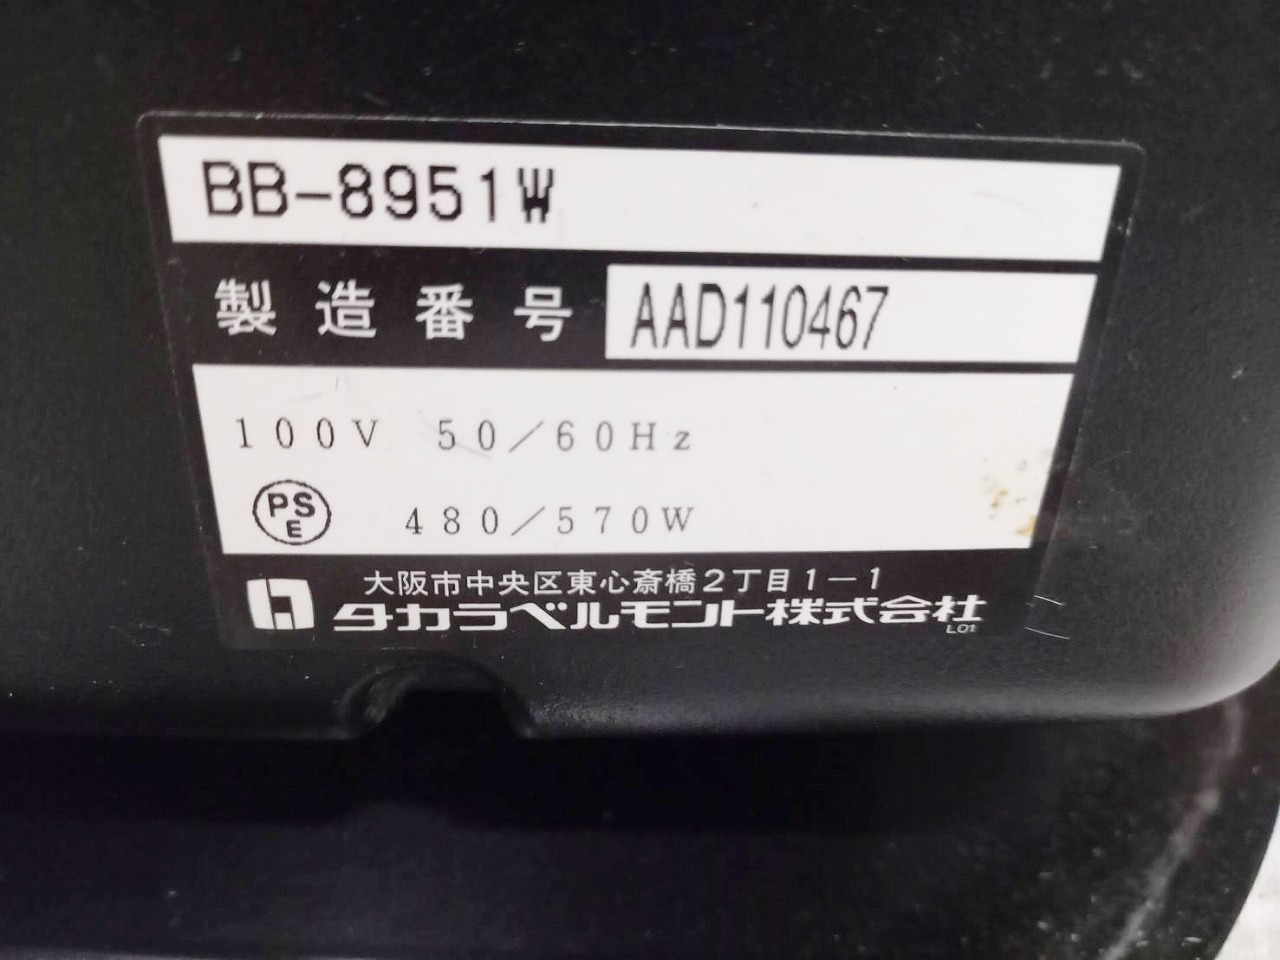 BB-8951W
製造番号 AAD110467
100V 50/60Hz
PSE 480/570W
大阪市中央区東心斎橋2丁目1-1
タカラベルモント株式会社
L01